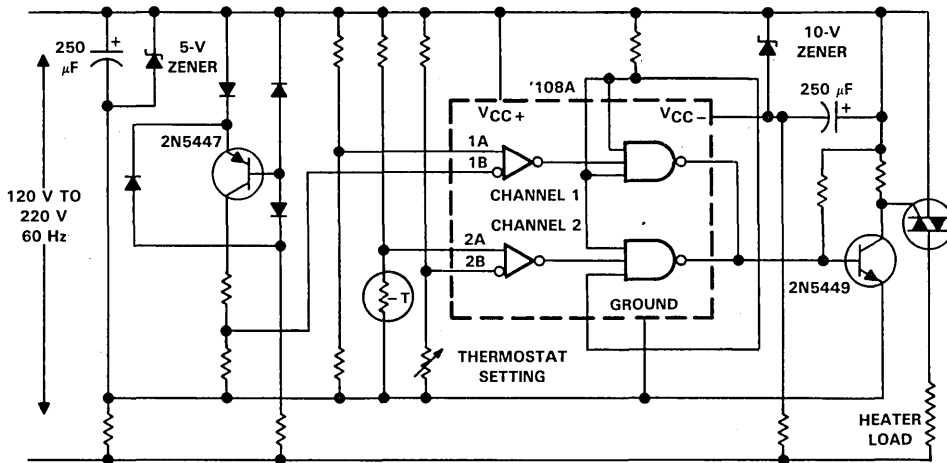 250
μF
+
5-V
ZENER
2N5447
120 V TO
220 V
60 Hz
'108A
VCC+
VCC-
1A
1B
CHANNEL 1
CHANNEL 2
2A
2B
GROUND
-T
THERMOSTAT
SETTING
10-V
ZENER
250 μF
+
2N5449
HEATER
LOAD